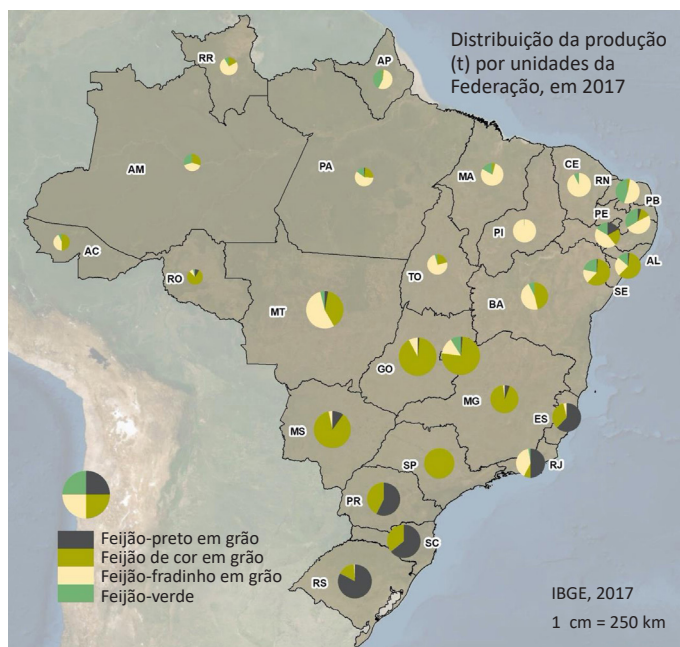 Distribuição da produção
(t) por unidades da
Federação, em 2017
RR
AP
AM
PA
MA
CE
RN
PB
PE
PI
AC
AL
RO
TO
SE
BA
MT
GO
MG
ES
MS
SP
RJ
PR
SC
RS
Feijão-preto em grão
Feijão de cor em grão
Feijão-fradinho em grão
Feijão-verde
IBGE, 2017
1 cm = 250 km